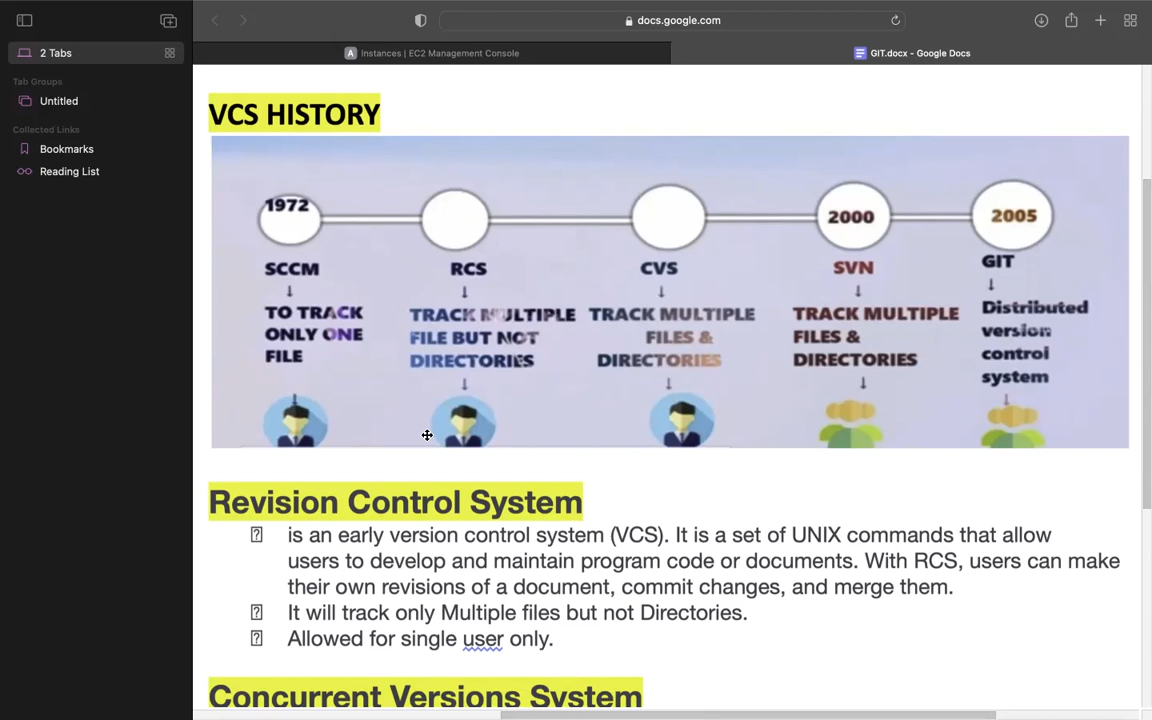 docs.google.com
2 Tabs
Instances | EC2 Management Console
GIT.docx - Google Docs
Tab Groups
Untitled
Collected Links
Bookmarks
Reading List
VCS HISTORY
1972
2000
2005
SCCM
RCS
CVS
SVN
GIT
↓
↓
↓
↓
↓
TO TRACK
ONLY ONE
FILE
TRACK MULTIPLE
FILE BUT NOT
DIRECTORIES
TRACK MULTIPLE
FILES &
DIRECTORIES
TRACK MULTIPLE
FILES &
DIRECTORIES
Distributed
version
control
system
Revision Control System
is an early version control system (VCS). It is a set of UNIX commands that allow
users to develop and maintain program code or documents. With RCS, users can make
their own revisions of a document, commit changes, and merge them.
It will track only Multiple files but not Directories.
Allowed for single user only.
Concurrent Versions System